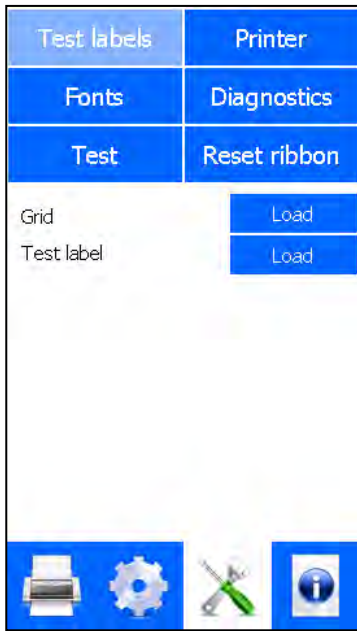 Test labels Printer
Fonts Diagnostics
Test Reset ribbon
Grid Load
Test label Load